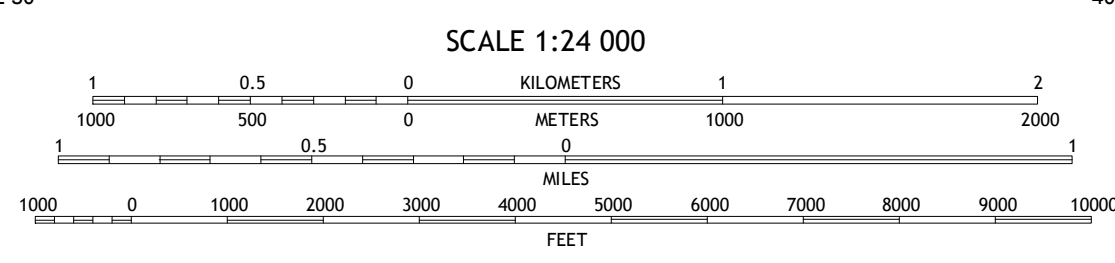 SCALE 1:24 000
1 0.5 0 KILOMETERS 1 2
1000 500 0 METERS 1000 2000
1 0.5 0 1
MILES
1000 0 1000 2000 3000 4000 5000 6000 7000 8000 9000 10000
FEET